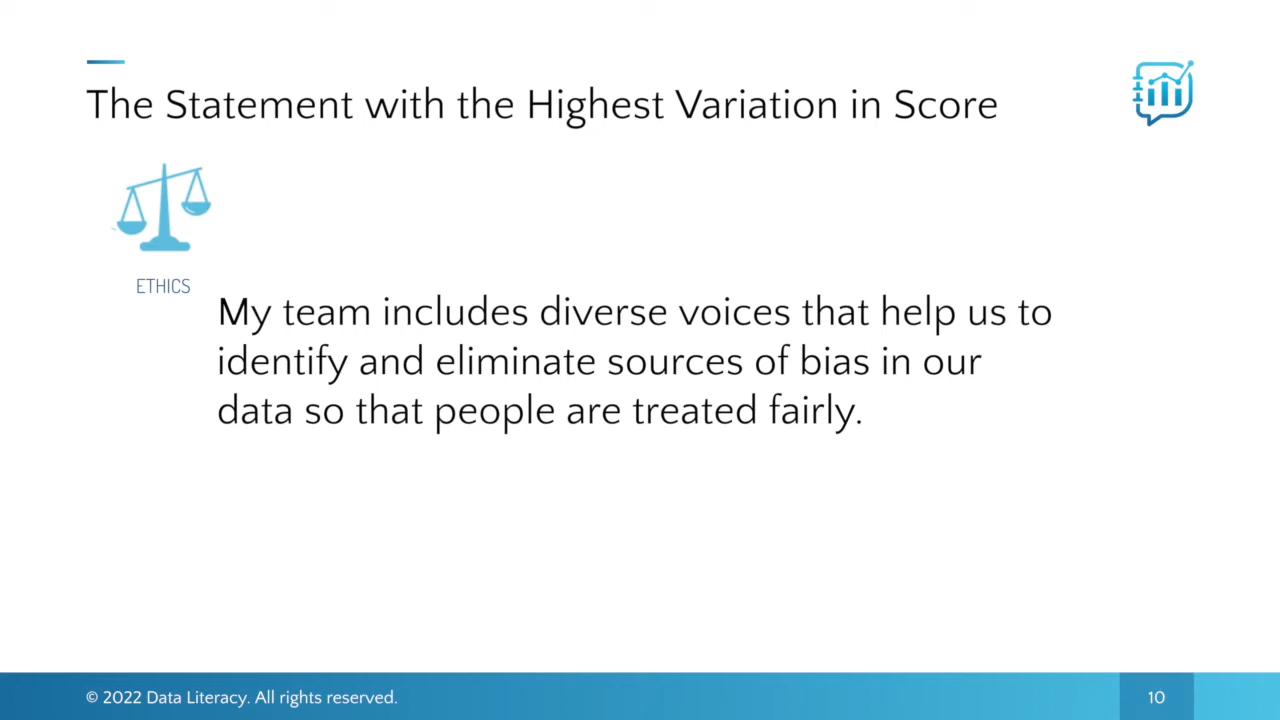 The Statement with the Highest Variation in Score
ETHICS
My team includes diverse voices that help us to
identify and eliminate sources of bias in our
data so that people are treated fairly.
© 2022 Data Literacy. All rights reserved.
10